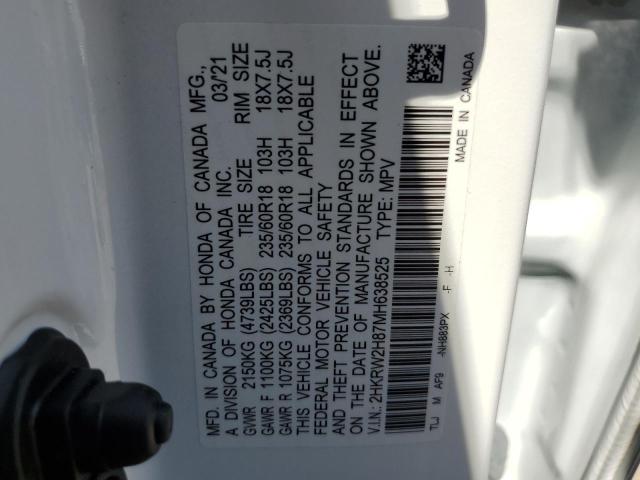 MFD. IN CANADA BY HONDA OF CANADA MFG.,
A DIVISION OF HONDA CANADA INC. 03/21
GVWR 2150KG (4739LBS) TIRE SIZE RIM SIZE
GAWR F 1100KG (2425LBS) 235/60R18 103H 18X7.5J
GAWR R 1075KG (2369LBS) 235/60R18 103H 18X7.5J
THIS VEHICLE CONFORMS TO ALL APPLICABLE
FEDERAL MOTOR VEHICLE SAFETY
AND THEFT PREVENTION STANDARDS IN EFFECT
ON THE DATE OF MANUFACTURE SHOWN ABOVE.
V.I.N.: 2HKRW2H87MH638525 TYPE: MPV
TLJ M AP9 -NH883PX -F -H
MADE IN CANADA